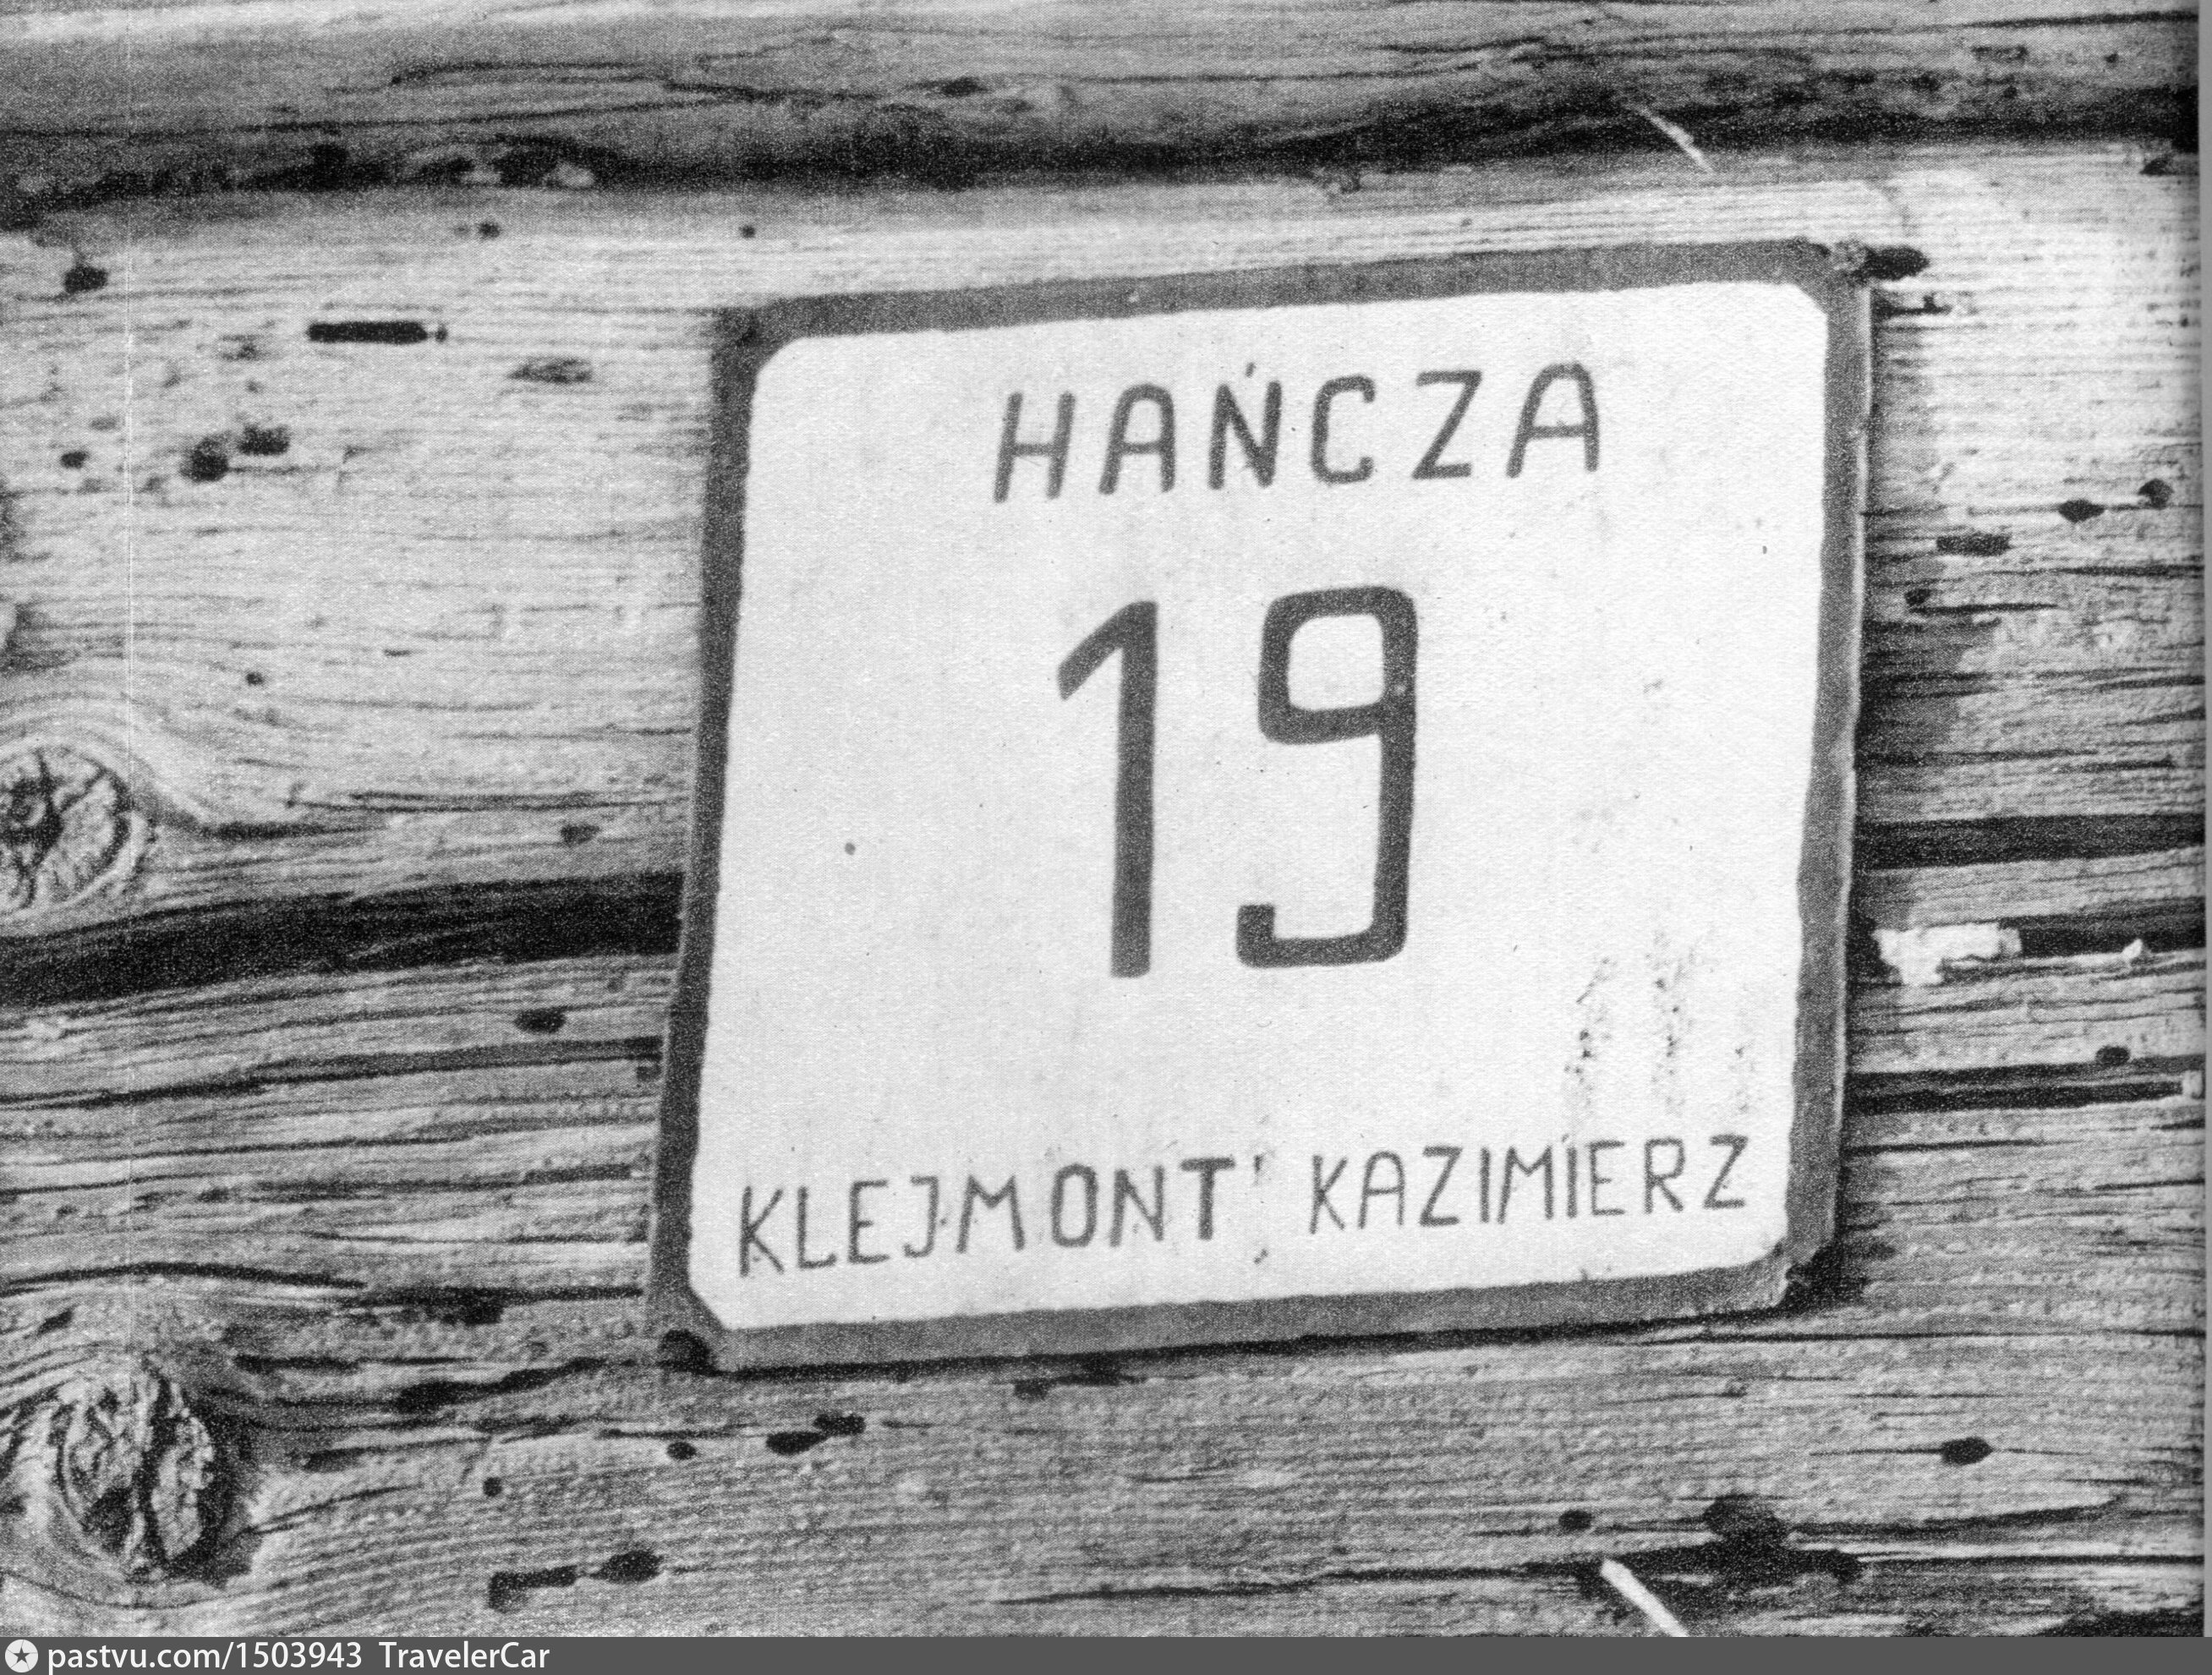 HAŃCZA
19
KLEJMONT KAZIMIERZ
pastvu.com/1503943 TravelerCar